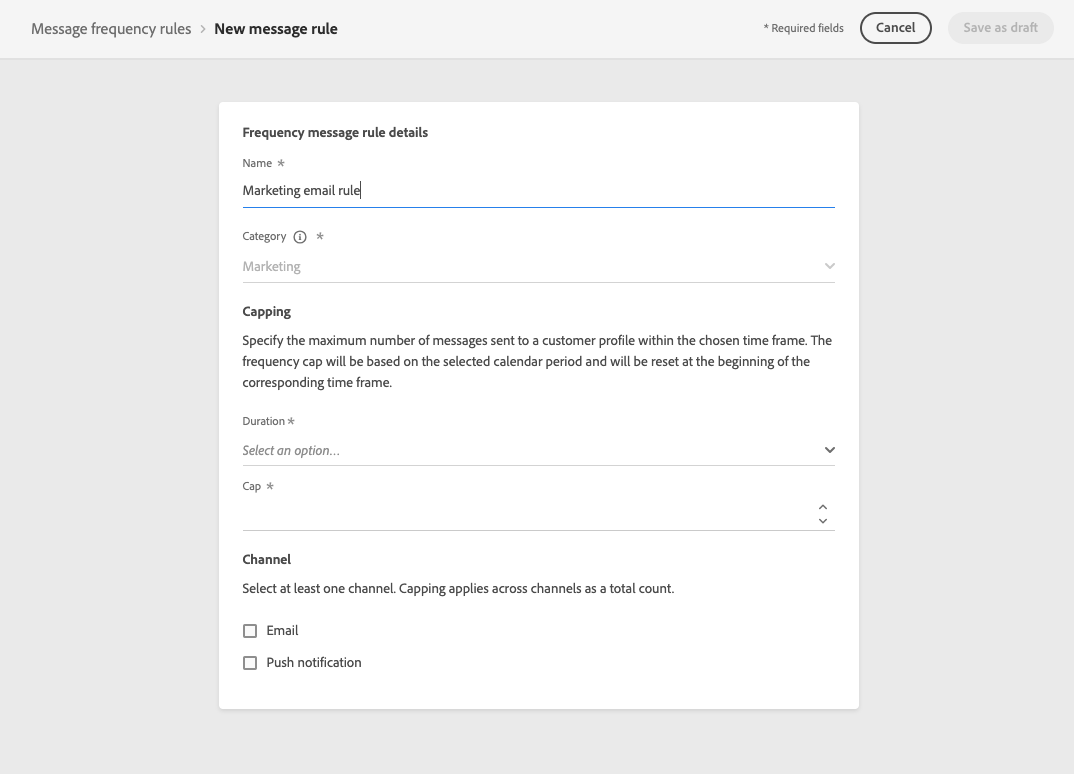 Message frequency rules > New message rule
* Required fields
Cancel
Save as draft
Frequency message rule details
Name *
Marketing email rule
Category *
Marketing
Capping
Specify the maximum number of messages sent to a customer profile within the chosen time frame. The
frequency cap will be based on the selected calendar period and will be reset at the beginning of the
corresponding time frame.
Duration *
Select an option...
Cap *
Channel
Select at least one channel. Capping applies across channels as a total count.
Email
Push notification